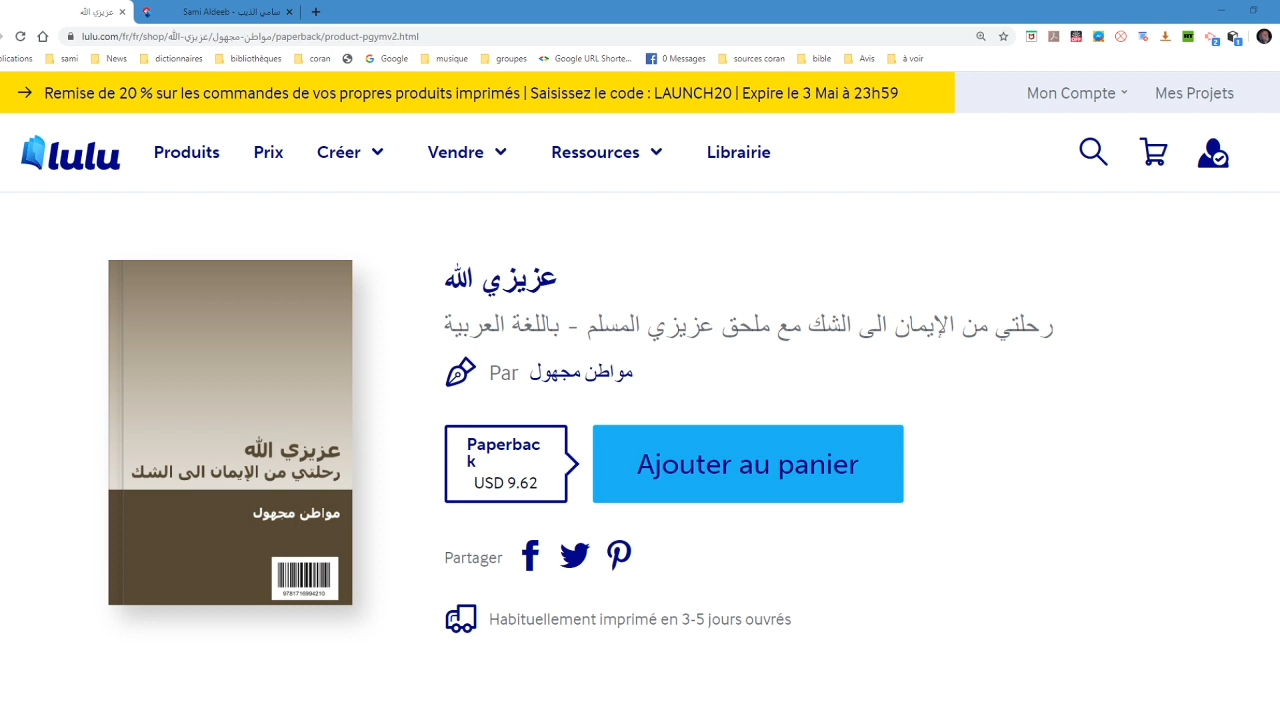 عزيزي الله
Sami Aldeeb - سامي الذيب
lulu.com/fr/fr/shop/مواطن-مجهول/عزيزي-الله/paperback/product-pgymv2.html
plications sami News dictionnaires bibliothèques coran Google musique groupes Google URL Shorte... 0 Messages sources coran bible Avis à voir
→ Remise de 20 % sur les commandes de vos propres produits imprimés | Saisissez le code : LAUNCH20 | Expire le 3 Mai à 23h59
Mon Compte Mes Projets
lulu Produits Prix Créer Vendre Ressources Librairie
عزيزي الله
رحلتي من الإيمان الى الشك مع ملحق عزيزي المسلم - باللغة العربية
Par مواطن مجهول
Paperbac
k
USD 9.62
Ajouter au panier
Partager
Habituellement imprimé en 3-5 jours ouvrés
عزيزي الله
رحلتي من الإيمان الى الشك
مواطن مجهول
9781716994210